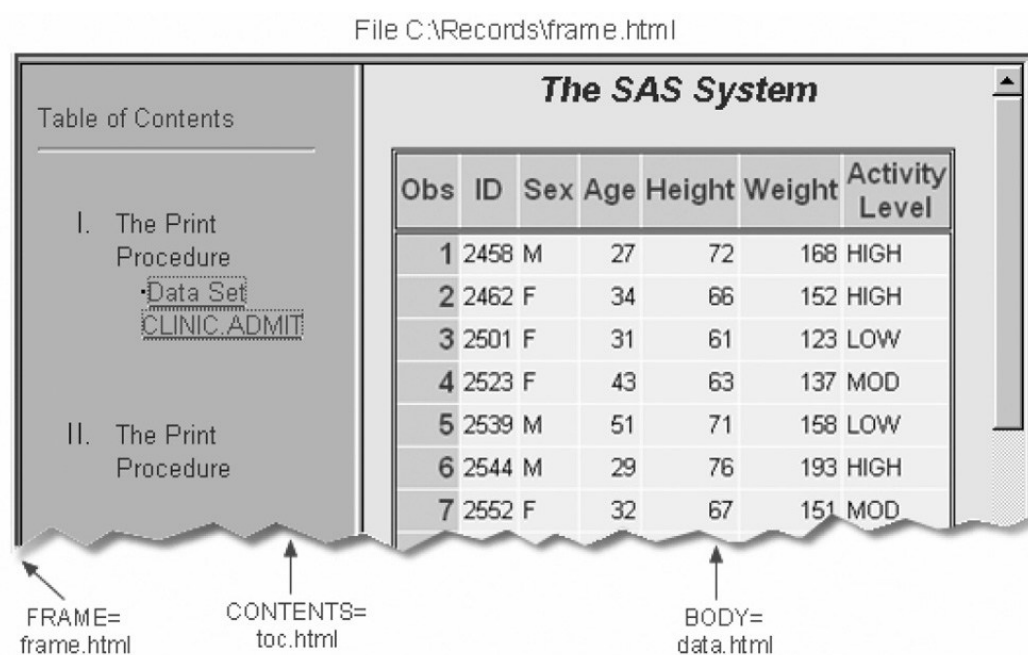 File C:\Records\frame.html
Table of Contents
I. The Print
Procedure
·Data Set
CLINIC.ADMIT
II. The Print
Procedure
The SAS System
Obs ID Sex Age Height Weight Activity Level
1 2458 M 27 72 168 HIGH
2 2462 F 34 66 152 HIGH
3 2501 F 31 61 123 LOW
4 2523 F 43 63 137 MOD
5 2539 M 51 71 158 LOW
6 2544 M 29 76 193 HIGH
7 2552 F 32 67 151 MOD
FRAME=
frame.html
CONTENTS=
toc.html
BODY=
data.html